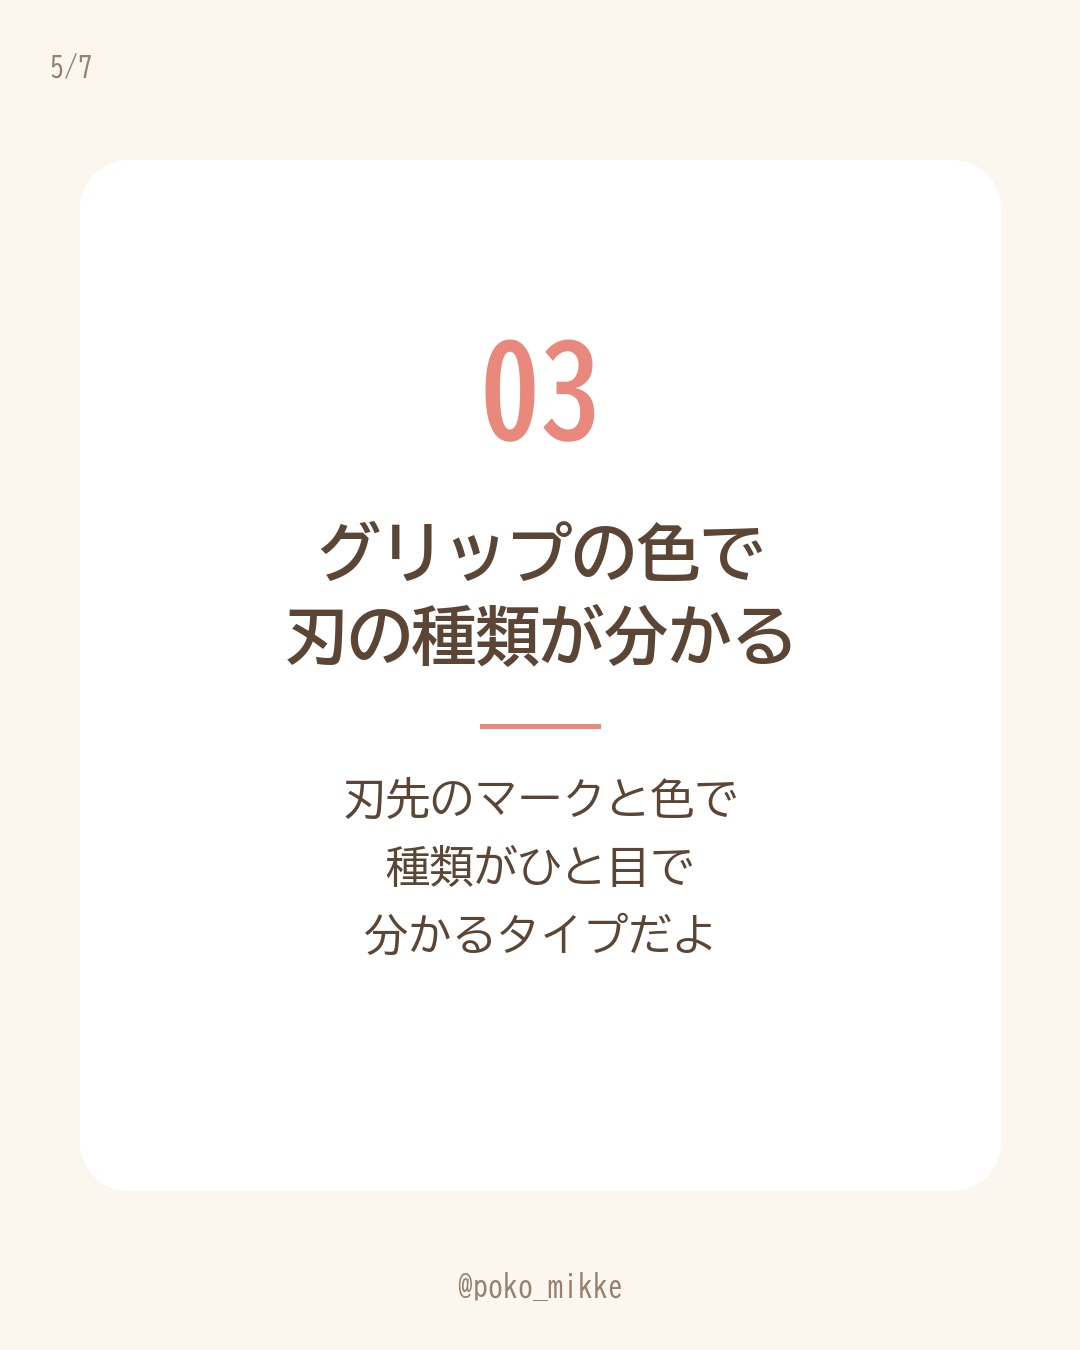 5/7
03
グリップの色で
刃の種類が分かる
刃先のマークと色で
種類がひと目で
分かるタイプだよ
@poko_mikke